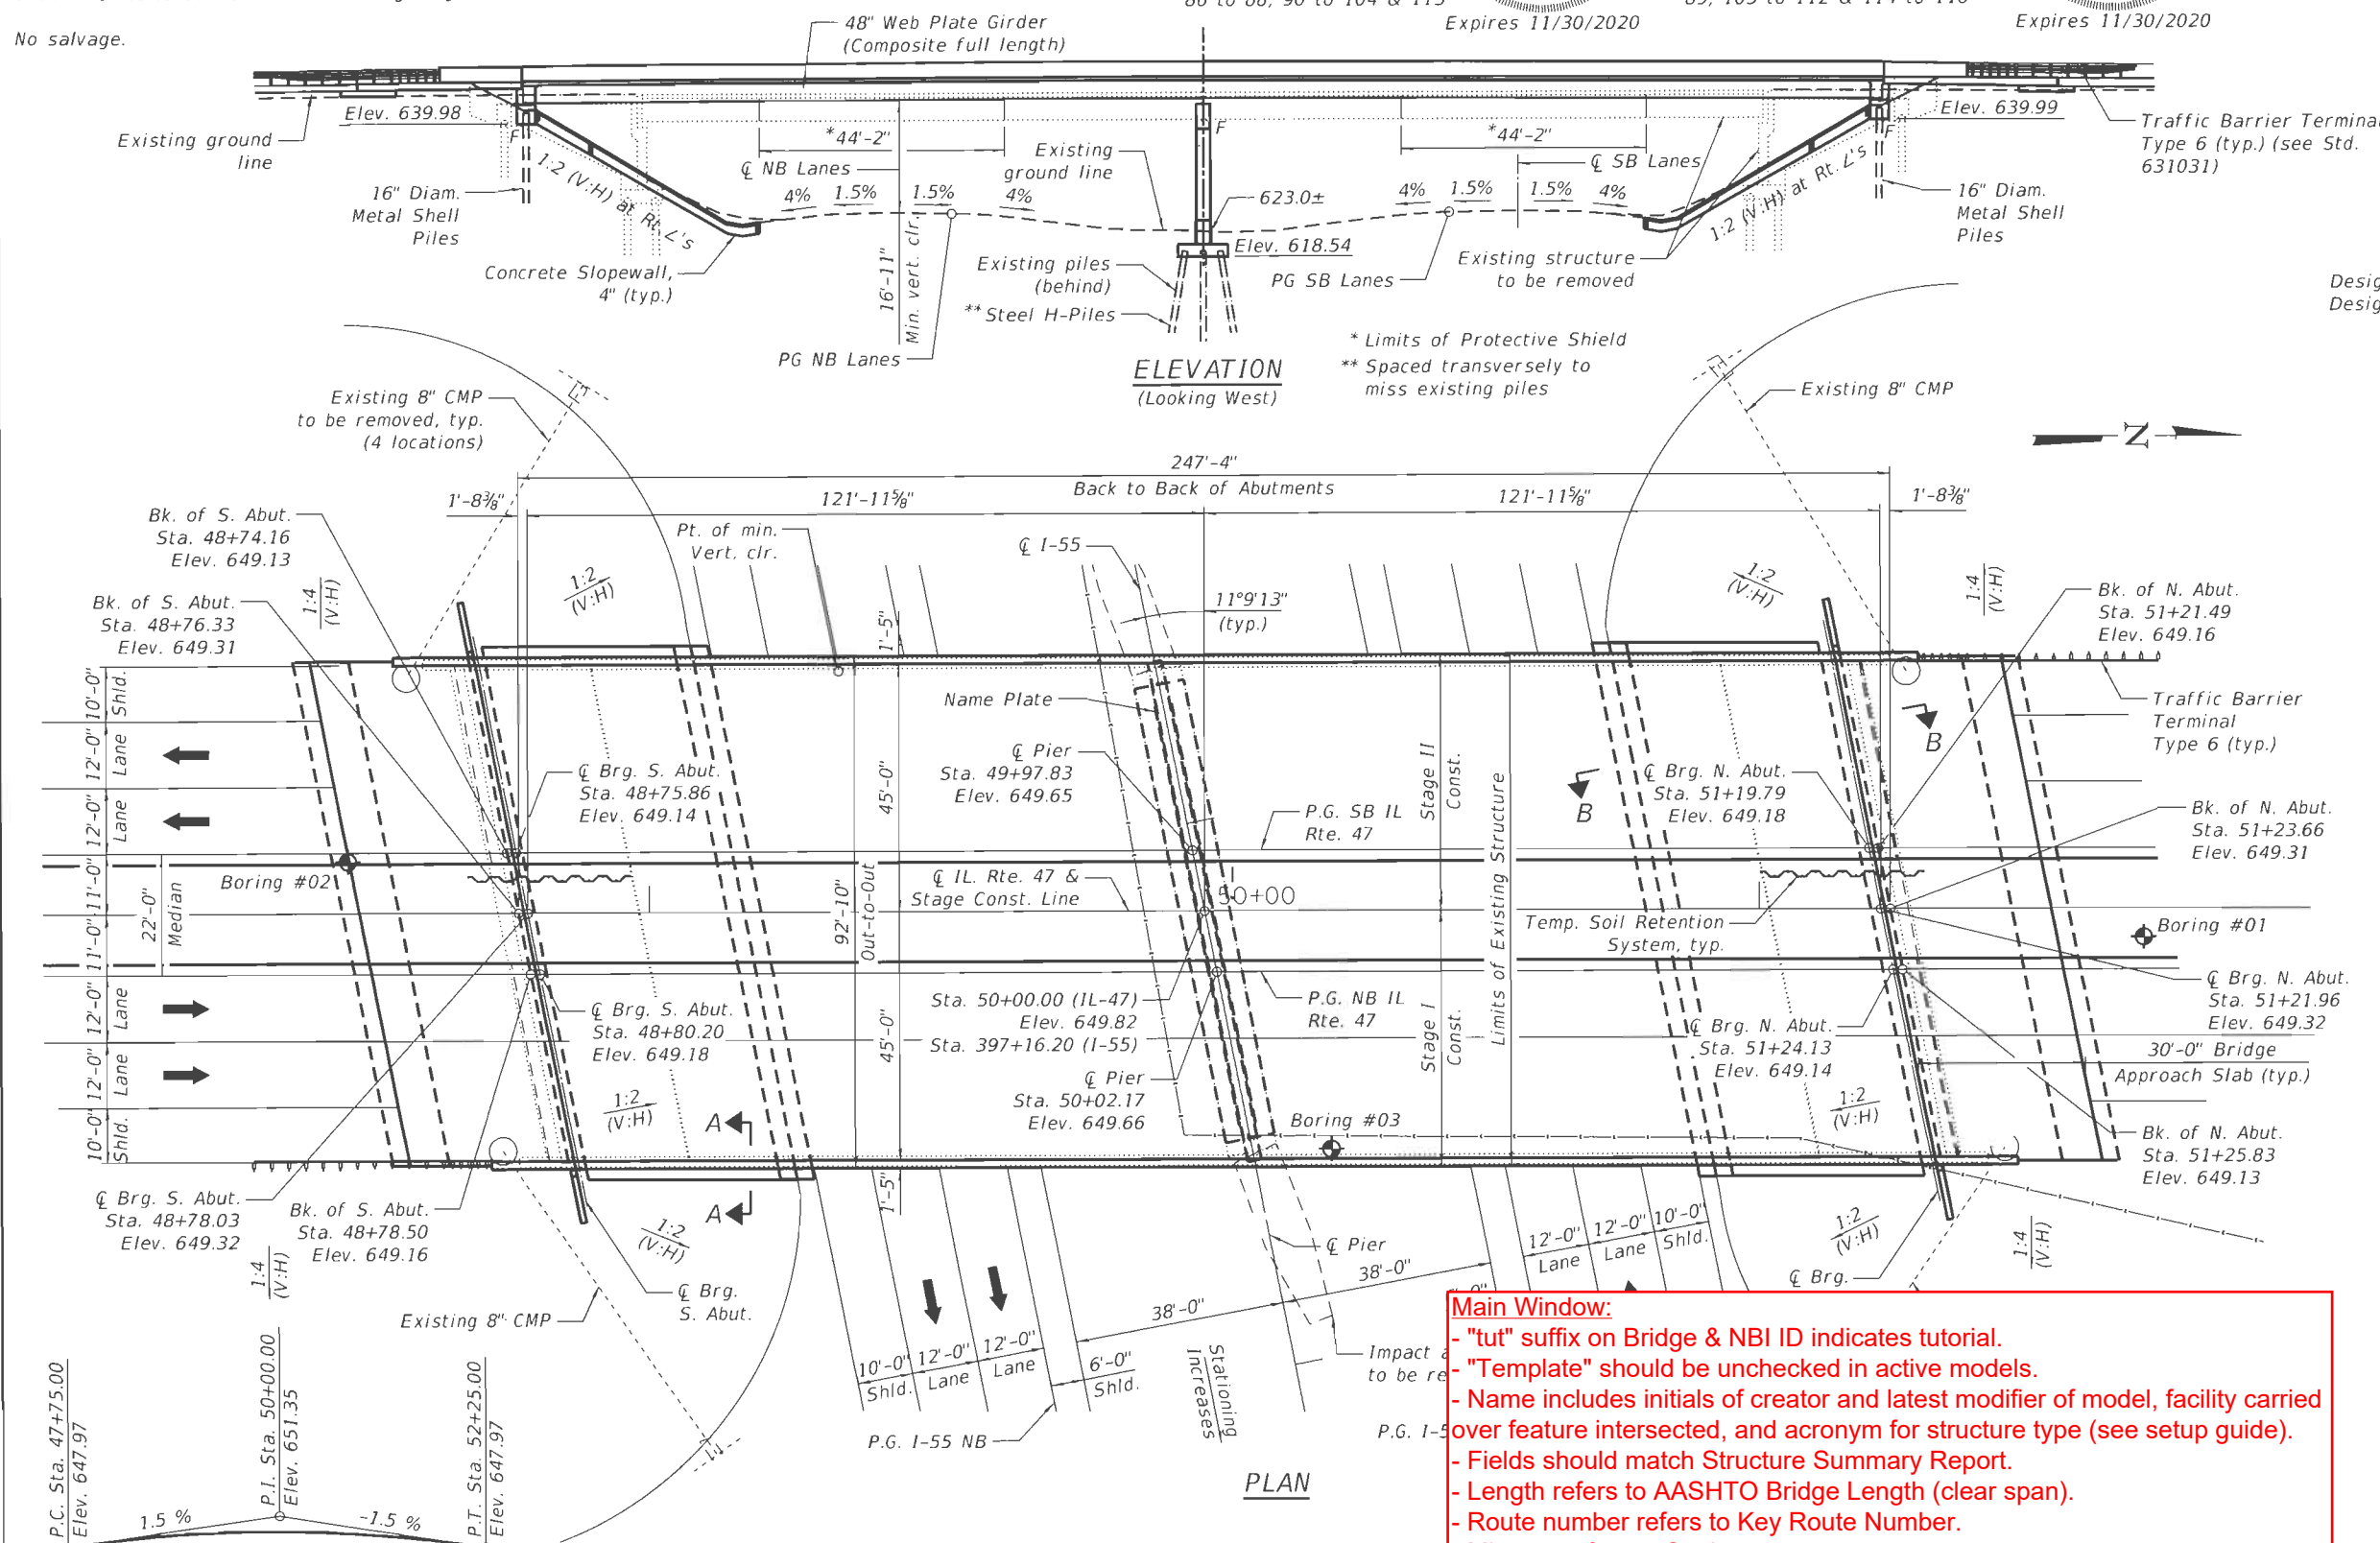 No salvage.
86 to 88, 90 to 104 & 113
Expires 11/30/2020
Expires 11/30/2020
48" Web Plate Girder
(Composite full length)
Existing ground
line
Elev. 639.98
F
16" Diam.
Metal Shell
Piles
1:2 (V:H) at Rt. ∠'s
Concrete Slopewall,
4" (typ.)
*44'-2"
℄ NB Lanes
4% 1.5% 1.5% 4%
16'-11"
Min. vert. clr.
PG NB Lanes
Existing
ground line
F
623.0±
Elev. 618.54
Existing piles
(behind)
** Steel H-Piles
*44'-2"
℄ SB Lanes
4% 1.5% 1.5% 4%
PG SB Lanes
Existing structure
to be removed
1:2 (V:H) at Rt. ∠'s
Elev. 639.99
F
16" Diam.
Metal Shell
Piles
Traffic Barrier Terminal
Type 6 (typ.) (see Std.
631031)
Desig
Desig
ELEVATION
(Looking West)
* Limits of Protective Shield
** Spaced transversely to
miss existing piles
Existing 8" CMP
to be removed, typ.
(4 locations)
Existing 8" CMP
N
247'-4"
Back to Back of Abutments
1'-8⅜"
121'-11⅝"
121'-11⅝"
1'-8⅜"
Bk. of S. Abut.
Sta. 48+74.16
Elev. 649.13
Bk. of S. Abut.
Sta. 48+76.33
Elev. 649.31
1:4
(V:H)
1:2
(V:H)
Pt. of min.
Vert. clr.
℄ I-55
11°9'13"
(typ.)
1:2
(V:H)
1:4
(V:H)
Bk. of N. Abut.
Sta. 51+21.49
Elev. 649.16
1'-5"
Traffic Barrier
Terminal
Type 6 (typ.)
Name Plate
℄ Pier
Sta. 49+97.83
Elev. 649.65
℄ Brg. S. Abut.
Sta. 48+75.86
Elev. 649.14
45'-0"
Stage II
Const.
Limits of Existing Structure
P.G. SB IL
Rte. 47
B
B
℄ Brg. N. Abut.
Sta. 51+19.79
Elev. 649.18
Bk. of N. Abut.
Sta. 51+23.66
Elev. 649.31
10'-0"
Shld.
12'-0"
Lane
12'-0"
Lane
11'-0"
11'-0"
22'-0"
Median
12'-0"
Lane
12'-0"
Lane
10'-0"
Shld.
Boring #02
92'-10"
Out-to-Out
℄ IL. Rte. 47 &
Stage Const. Line
50+00
Temp. Soil Retention
System, typ.
Boring #01
℄ Brg. S. Abut.
Sta. 48+80.20
Elev. 649.18
45'-0"
Sta. 50+00.00 (IL-47)
Elev. 649.82
Sta. 397+16.20 (I-55)
P.G. NB IL
Rte. 47
Stage I
Const.
℄ Brg. N. Abut.
Sta. 51+24.13
Elev. 649.14
℄ Brg. N. Abut.
Sta. 51+21.96
Elev. 649.32
30'-0" Bridge
Approach Slab (typ.)
℄ Pier
Sta. 50+02.17
Elev. 649.66
Boring #03
1:2
(V:H)
A
A
1:2
(V:H)
Bk. of N. Abut.
Sta. 51+25.83
Elev. 649.13
℄ Brg. S. Abut.
Sta. 48+78.03
Elev. 649.32
Bk. of S. Abut.
Sta. 48+78.50
Elev. 649.16
1:4
(V:H)
1:2
(V:H)
1'-5"
℄ Brg.
S. Abut.
Existing 8" CMP
10'-0" 12'-0" 12'-0"
Shld. Lane Lane
6'-0"
Shld.
38'-0"
38'-0"
℄ Pier
12'-0" 12'-0" 10'-0"
Lane Lane Shld.
℄ Brg.
1:2
(V:H)
1:4
(V:H)
P.G. I-55 NB
Stationing
Increases
Impact
to be re
P.G. I-5
PLAN
P.C. Sta. 47+75.00
Elev. 647.97
P.I. Sta. 50+00.00
Elev. 651.35
P.T. Sta. 52+25.00
Elev. 647.97
1.5 %
-1.5 %
Main Window:
- "tut" suffix on Bridge & NBI ID indicates tutorial.
- "Template" should be unchecked in active models.
- Name includes initials of creator and latest modifier of model, facility carried
over feature intersected, and acronym for structure type (see setup guide).
- Fields should match Structure Summary Report.
- Length refers to AASHTO Bridge Length (clear span).
- Route number refers to Key Route Number.